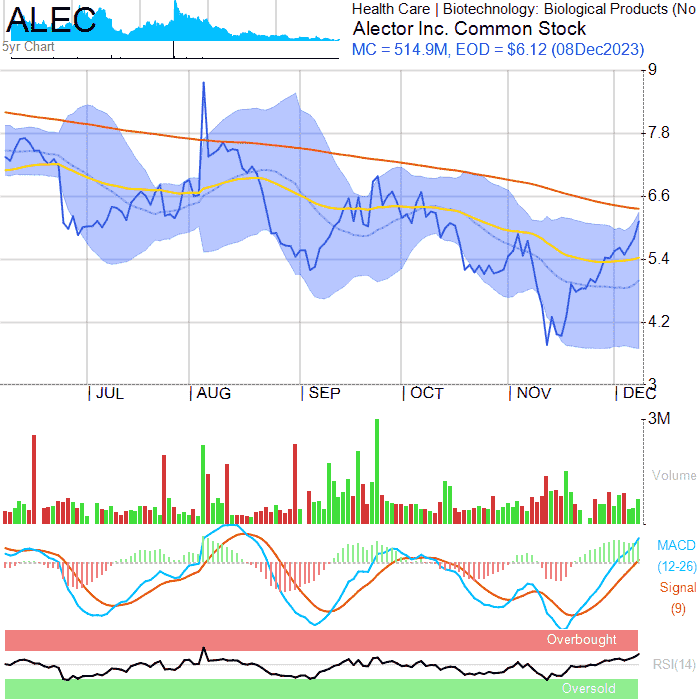 ALEC
5yr Chart
Health Care | Biotechnology: Biological Products (No
Alector Inc. Common Stock
MC = 514.9M, EOD = $6.12 (08Dec2023)
9
7.8
6.6
5.4
4.2
3
JUL
AUG
SEP
OCT
NOV
DEC
3M
Volume
MACD
(12-26)
Signal
(9)
Overbought
RSI(14)
Oversold